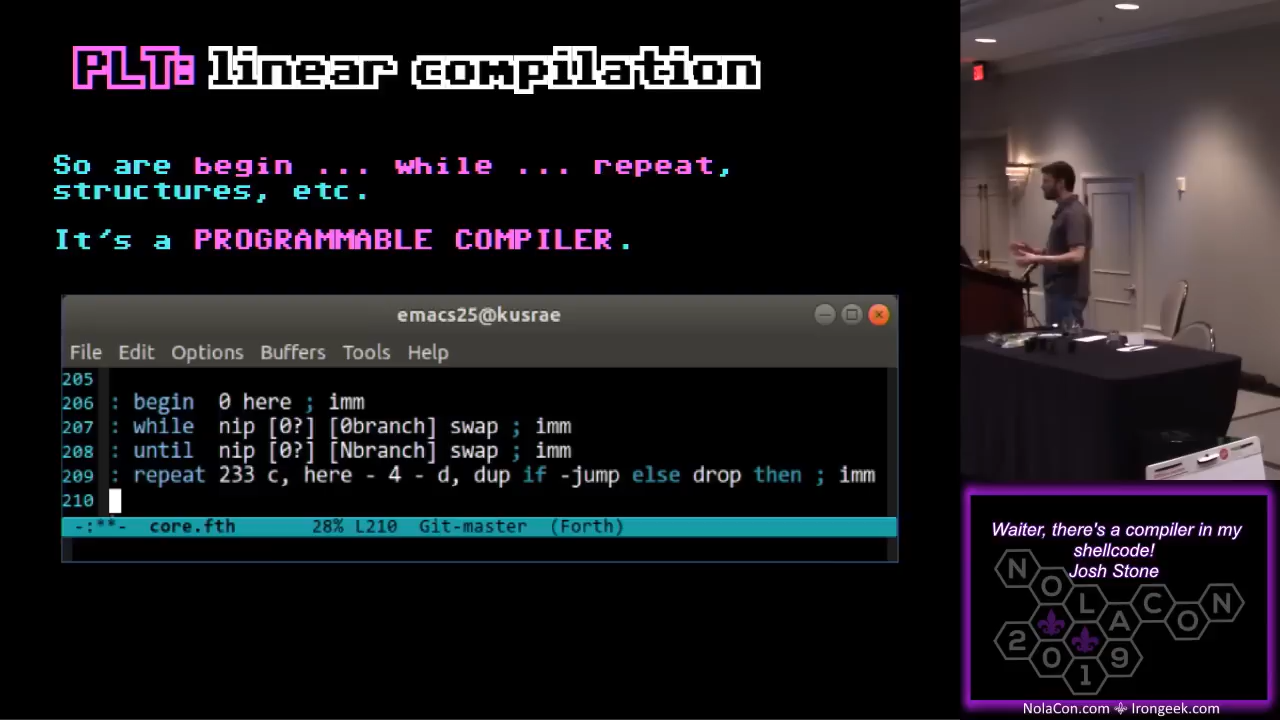 PLT: linear compilation
So are begin ... while ... repeat,
structures, etc.
It's a PROGRAMMABLE COMPILER.
emacs25@kusrae
File Edit Options Buffers Tools Help
205
206 : begin 0 here ; imm
207 : while nip [0?] [0branch] swap ; imm
208 : until nip [0?] [Nbranch] swap ; imm
209 : repeat 233 c, here - 4 - d, dup if -jump else drop then ; imm
210
-:**- core.fth 28% L210 Git-master (Forth)
Waiter, there's a compiler in my
shellcode!
Josh Stone
NOLACON
2019
NolaCon.com Irongeek.com